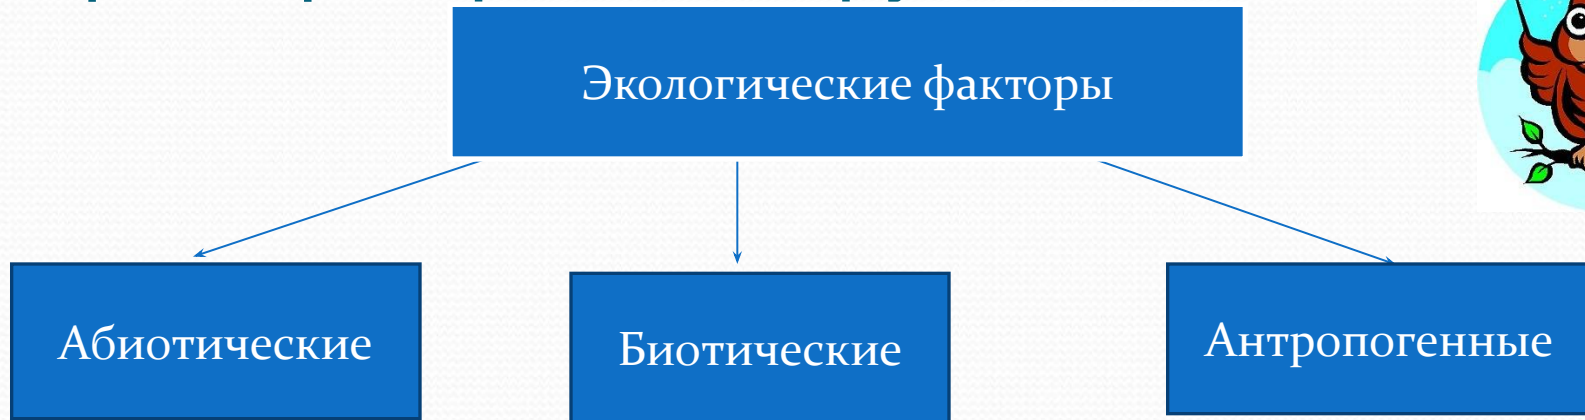 Экологические факторы
Абиотические
Биотические
Антропогенные